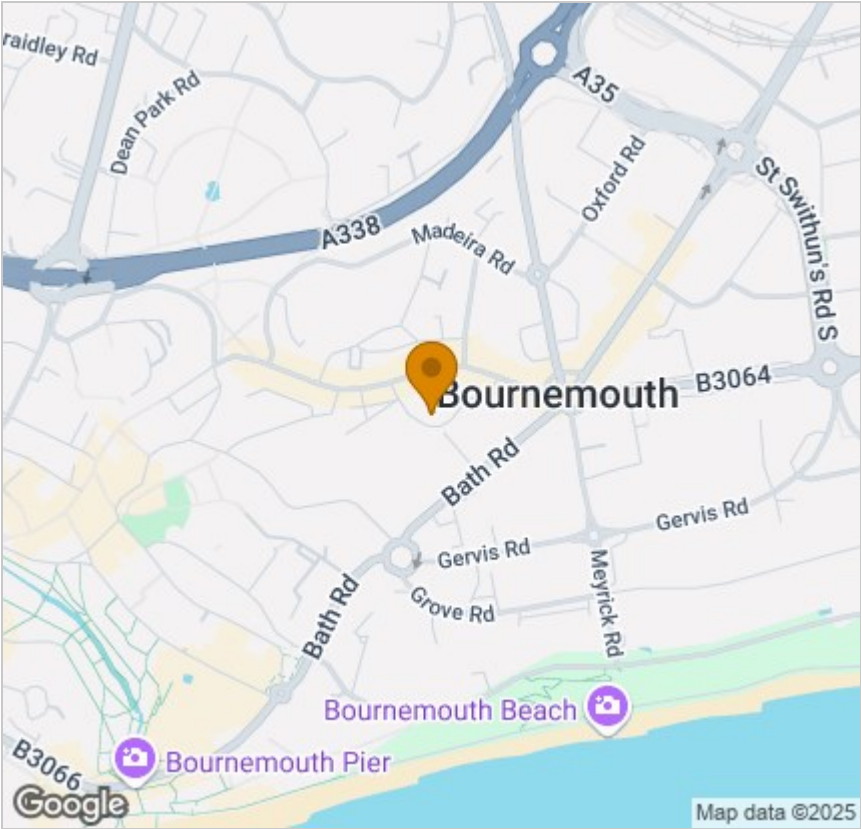 raidley Rd
Dean Park Rd
A35
Oxford Rd
St Swithun's Rd S
A338
Madeira Rd
Bournemouth
B3064
Bath Rd
Gervis Rd
Gervis Rd
Grove Rd
Meyrick Rd
Bath Rd
Bournemouth Beach
B3066
Bournemouth Pier
Google
Map data ©2025